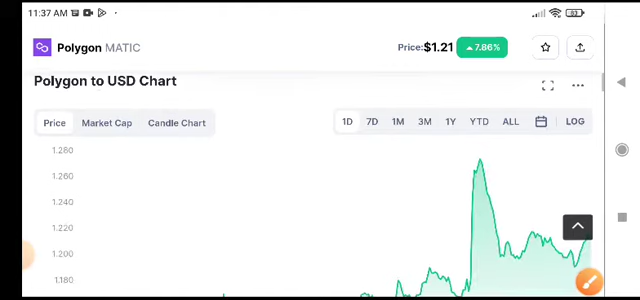 11:37 AM
Polygon MATIC
Price:$1.21 ▲ 7.86%
Polygon to USD Chart
Price Market Cap Candle Chart
1D 7D 1M 3M 1Y YTD ALL LOG
1.280
1.260
1.240
1.220
1.200
1.180